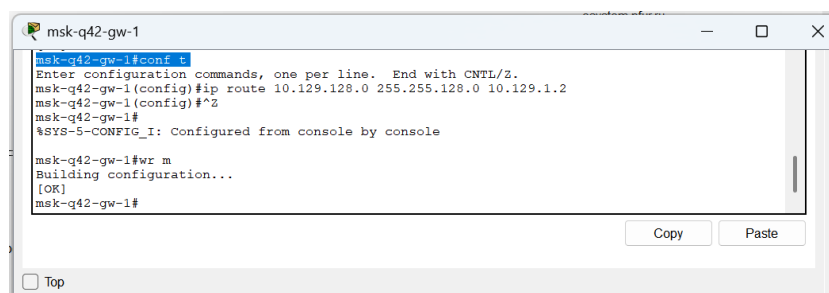 msk-q42-gw-1
msk-q42-gw-1#conf t
Enter configuration commands, one per line.  End with CNTL/Z.
msk-q42-gw-1(config)#ip route 10.129.128.0 255.255.128.0 10.129.1.2
msk-q42-gw-1(config)#^Z
msk-q42-gw-1#
%SYS-5-CONFIG_I: Configured from console by console
msk-q42-gw-1#wr m
Building configuration...
[OK]
msk-q42-gw-1#
Copy Paste
Top